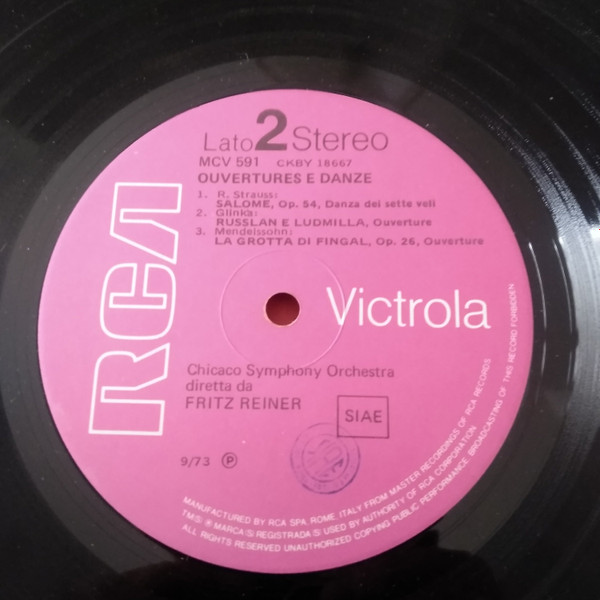 Lato 2 Stereo
MCV 591 CKBY 18667
OUVERTURES E DANZE
1. R. Strauss:
SALOME, Op. 54, Danza dei sette veli
2. Glinka:
RUSSLAN E LUDMILLA, Ouverture
3. Mendelssohn:
LA GROTTA DI FINGAL, Op. 26, Ouverture
RCA
Victrola
Chicaco Symphony Orchestra
diretta da
FRITZ REINER
SIAE
9/73 Ⓟ
MANUFACTURED BY RCA SPA, ROME, ITALY FROM MASTER RECORDINGS OF RCA RECORDS
TM(S) ® MARCA(S) REGISTRADA(S) USED BY AUTHORITY OF RCA CORPORATION
ALL RIGHTS RESERVED UNAUTHORIZED COPYING PUBLIC PERFORMANCE BROADCASTING OF THIS RECORD FORBIDDEN